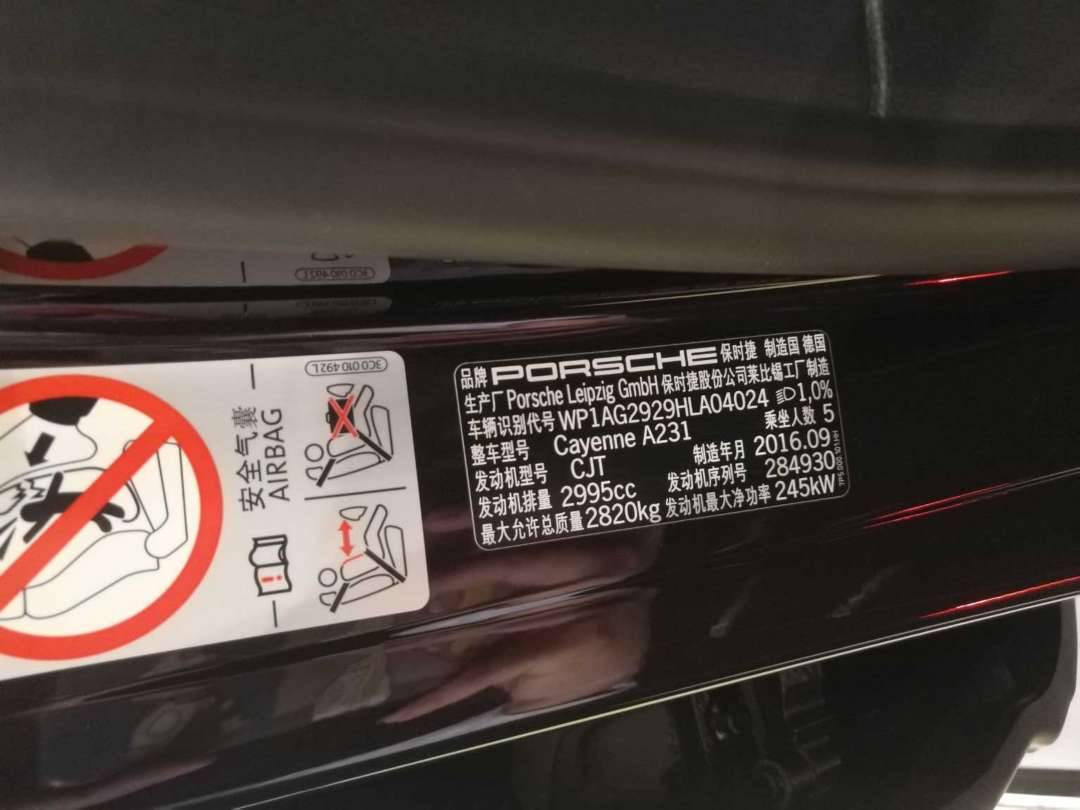 3C0 010 492 L
3C0 010 492 L
安全气囊
AIRBAG
品牌 PORSCHE 保时捷 制造国 德国
生产厂 Porsche Leipzig GmbH 保时捷股份公司莱比锡工厂制造
车辆识别代号 WP1AG2929HLA04024 1,0%
整车型号 Cayenne A231 乘坐人数 5
发动机型号 CJT 制造年月 2016.09
发动机排量 2995cc 发动机序列号 284930
最大允许总质量 2820kg 发动机最大净功率 245kW